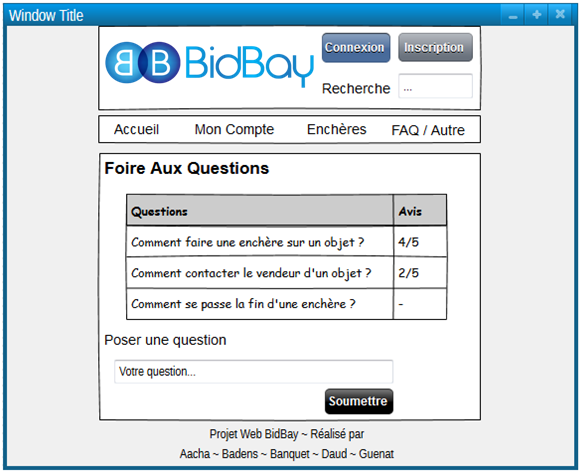 Window Title
BB BidBay
Connexion Inscription
Recherche ...
Accueil Mon Compte Enchères FAQ / Autre
Foire Aux Questions
Questions Avis
Comment faire une enchère sur un objet ? 4/5
Comment contacter le vendeur d'un objet ? 2/5
Comment se passe la fin d'une enchère ? -
Poser une question
Votre question...
Soumettre
Projet Web BidBay ~ Réalisé par
Aacha ~ Badens ~ Banquet ~ Daud ~ Guenat